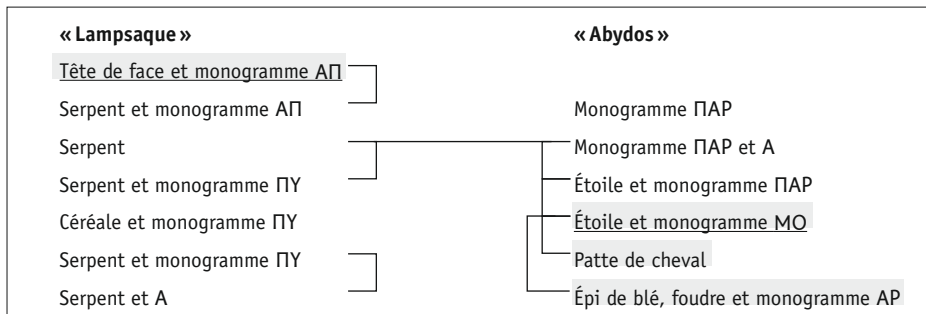 « Lampsaque »
« Abydos »
Tête de face et monogramme ΑΠ
Serpent et monogramme ΑΠ
Monogramme ΠΑΡ
Serpent
Monogramme ΠΑΡ et A
Serpent et monogramme ΠΥ
Étoile et monogramme ΠΑΡ
Céréale et monogramme ΠΥ
Étoile et monogramme ΜΟ
Serpent et monogramme ΠΥ
Patte de cheval
Serpent et A
Épi de blé, foudre et monogramme ΑΡ